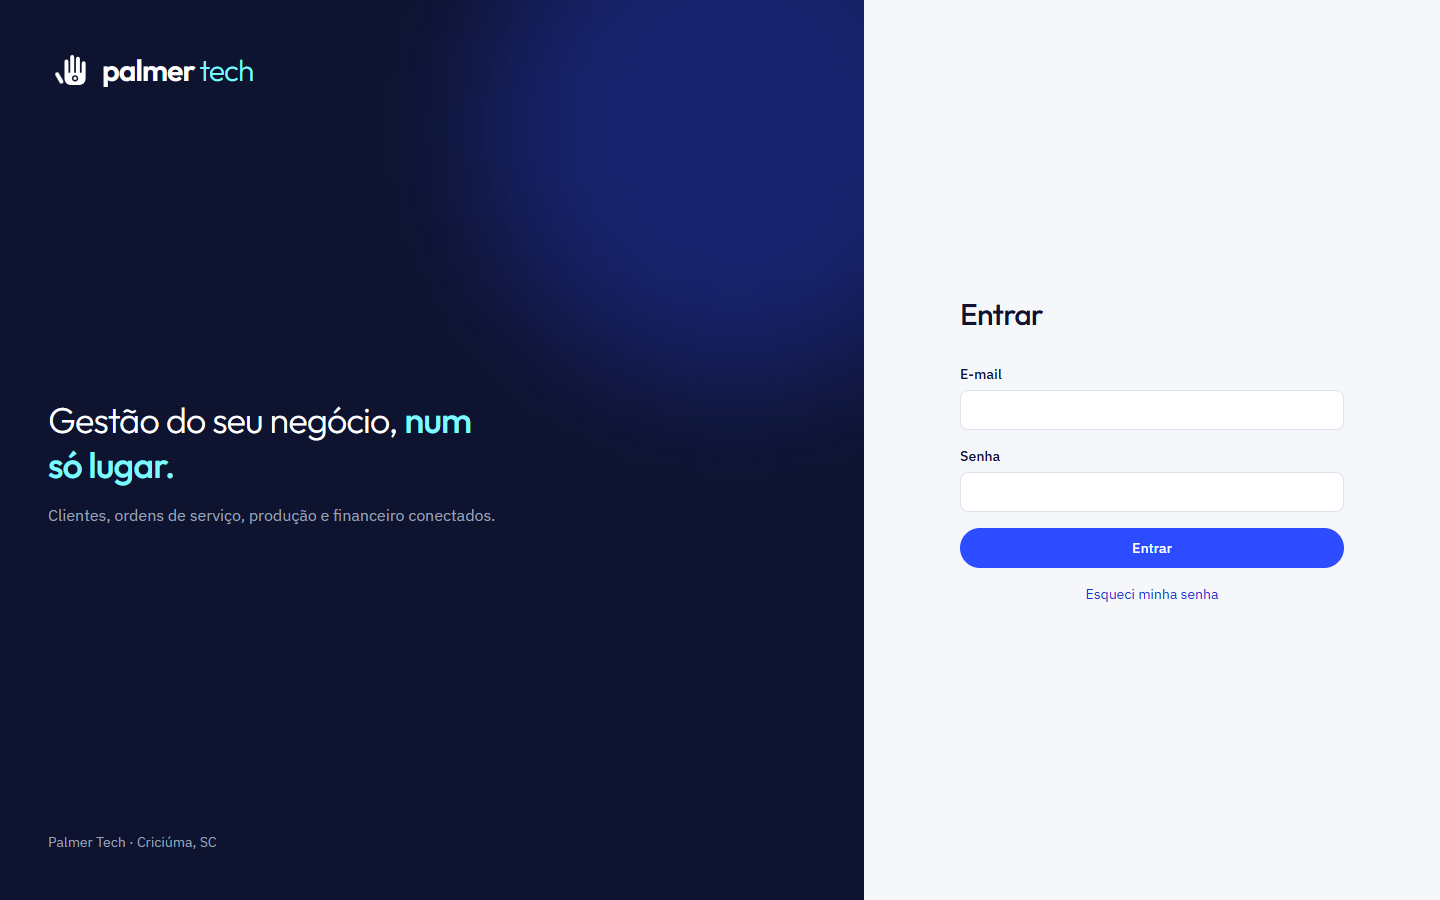 palmer tech
Gestão do seu negócio, num
só lugar.
Clientes, ordens de serviço, produção e financeiro conectados.
Palmer Tech · Criciúma, SC
Entrar
E-mail
Senha
Entrar
Esqueci minha senha